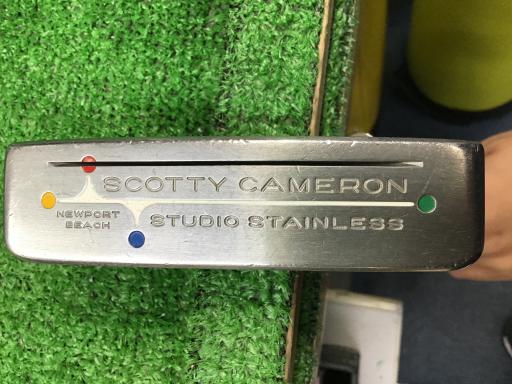 SCOTTY CAMERON
NEWPORT
BEACH
STUDIO STAINLESS